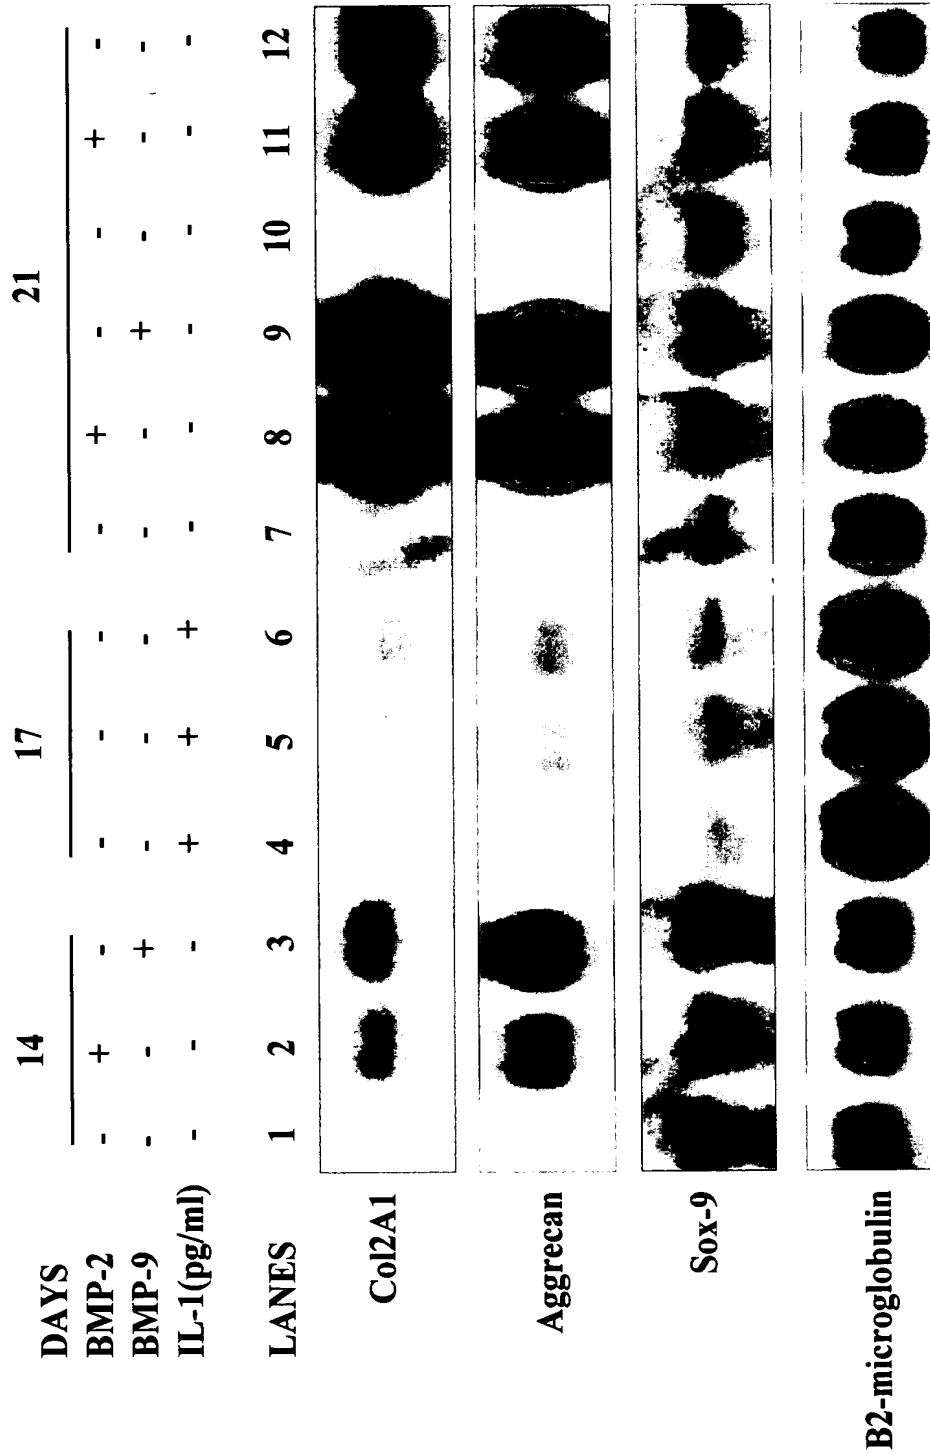 DAYS 14 17 21
BMP-2 - + - - - - - + - - + -
BMP-9 - - + - - - - - + - - -
IL-1(pg/ml) - - - + + + - - - - - -
LANES 1 2 3 4 5 6 7 8 9 10 11 12
Col2A1
Aggrecan
Sox-9
B2-microglobulin